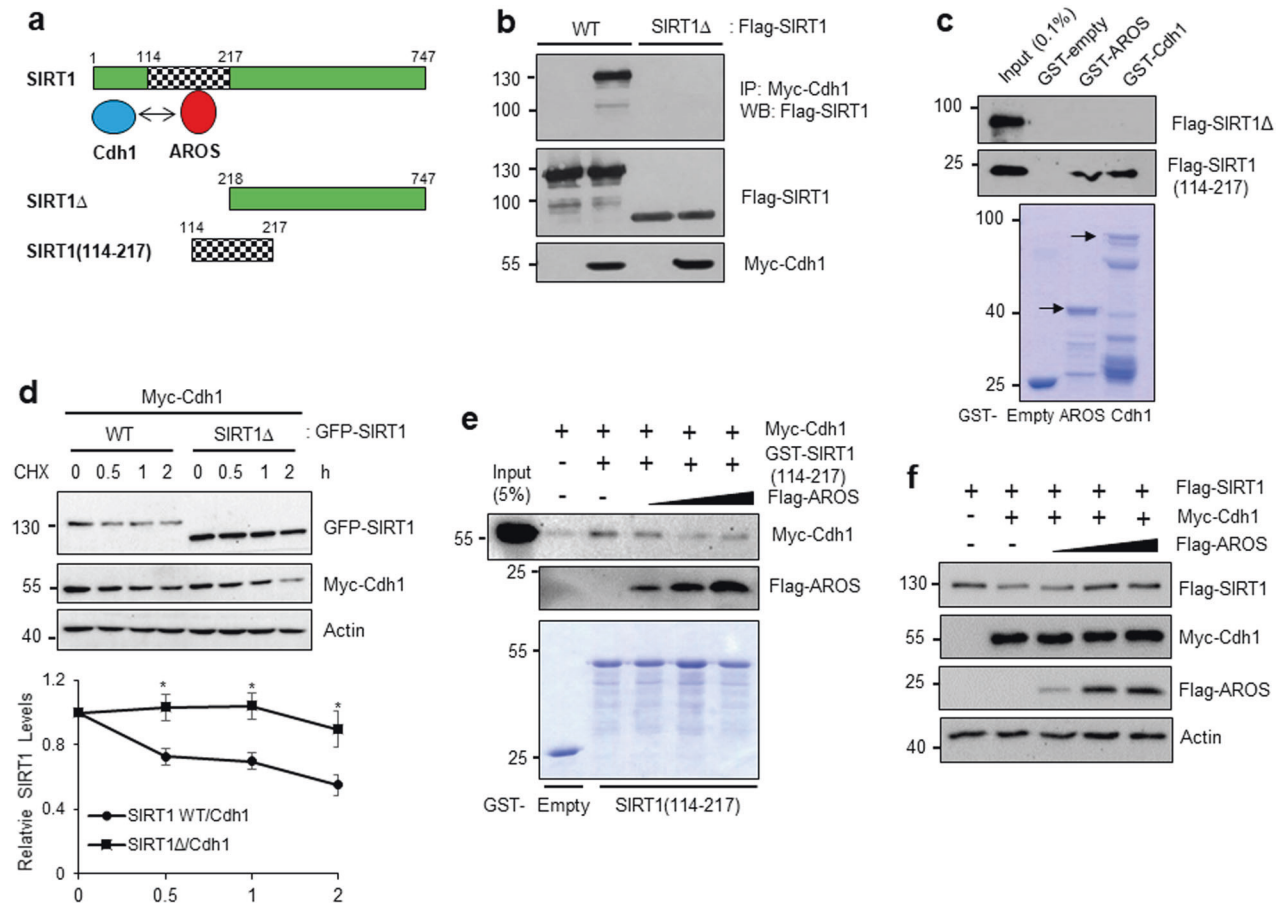 a
1 114 217 747
SIRT1
Cdh1 AROS
218 747
SIRT1Δ
114 217
SIRT1(114-217)
b
WT SIRT1Δ : Flag-SIRT1
130
100
IP: Myc-Cdh1
WB: Flag-SIRT1
130
100
Flag-SIRT1
55
Myc-Cdh1
c
Input (0.1%)
GST-empty
GST-AROS
GST-Cdh1
100
Flag-SIRT1Δ
25
Flag-SIRT1
(114-217)
100
40
25
GST- Empty AROS Cdh1
d
Myc-Cdh1
WT SIRT1Δ : GFP-SIRT1
CHX 0 0.5 1 2 0 0.5 1 2 h
130 GFP-SIRT1
55 Myc-Cdh1
40 Actin
Relatvie SIRT1 Levels
1.2
0.8
0.4
0
* * *
SIRT1 WT/Cdh1
SIRT1Δ/Cdh1
0 0.5 1 2
e
+ + + + + Myc-Cdh1
Input
(5%)
- + + + + GST-SIRT1
(114-217)
- - Flag-AROS
55 Myc-Cdh1
25 Flag-AROS
55
25
GST- Empty SIRT1(114-217)
f
+ + + + + Flag-SIRT1
- + + + + Myc-Cdh1
- - Flag-AROS
130 Flag-SIRT1
55 Myc-Cdh1
25 Flag-AROS
40 Actin